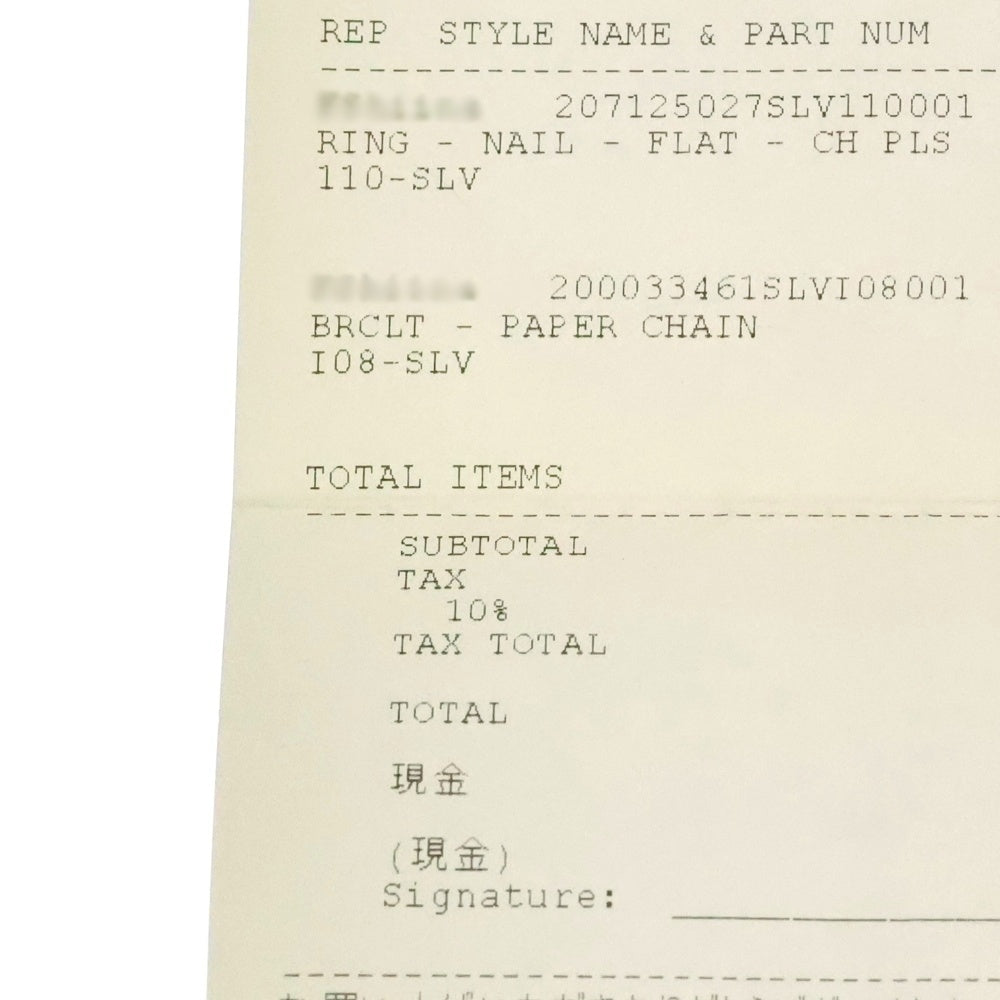 REP STYLE NAME & PART NUM
207125027SLV110001
RING - NAIL - FLAT - CH PLS
110-SLV
200033461SLVI08001
BRCLT - PAPER CHAIN
I08-SLV
TOTAL ITEMS
SUBTOTAL
TAX
10%
TAX TOTAL
TOTAL
現金
(現金)
Signature: